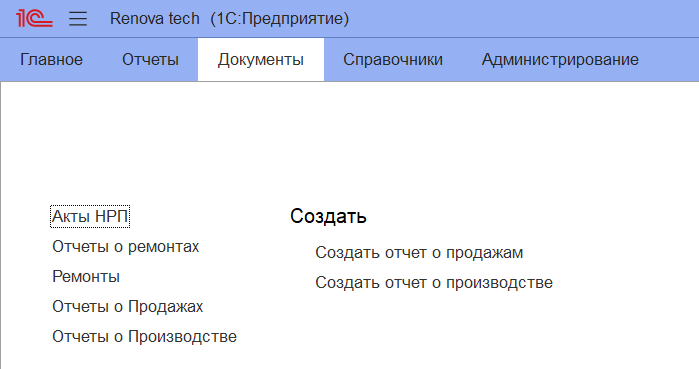 1С Renova tech (1С:Предприятие)
Главное Отчеты Документы Справочники Администрирование
Акты НРП
Отчеты о ремонтах
Ремонты
Отчеты о Продажах
Отчеты о Производстве
Создать
Создать отчет о продажам
Создать отчет о производстве